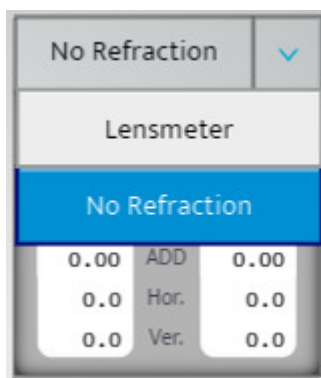 No Refraction
Lensmeter
No Refraction
0.00 ADD 0.00
0.0 Hor. 0.0
0.0 Ver. 0.0